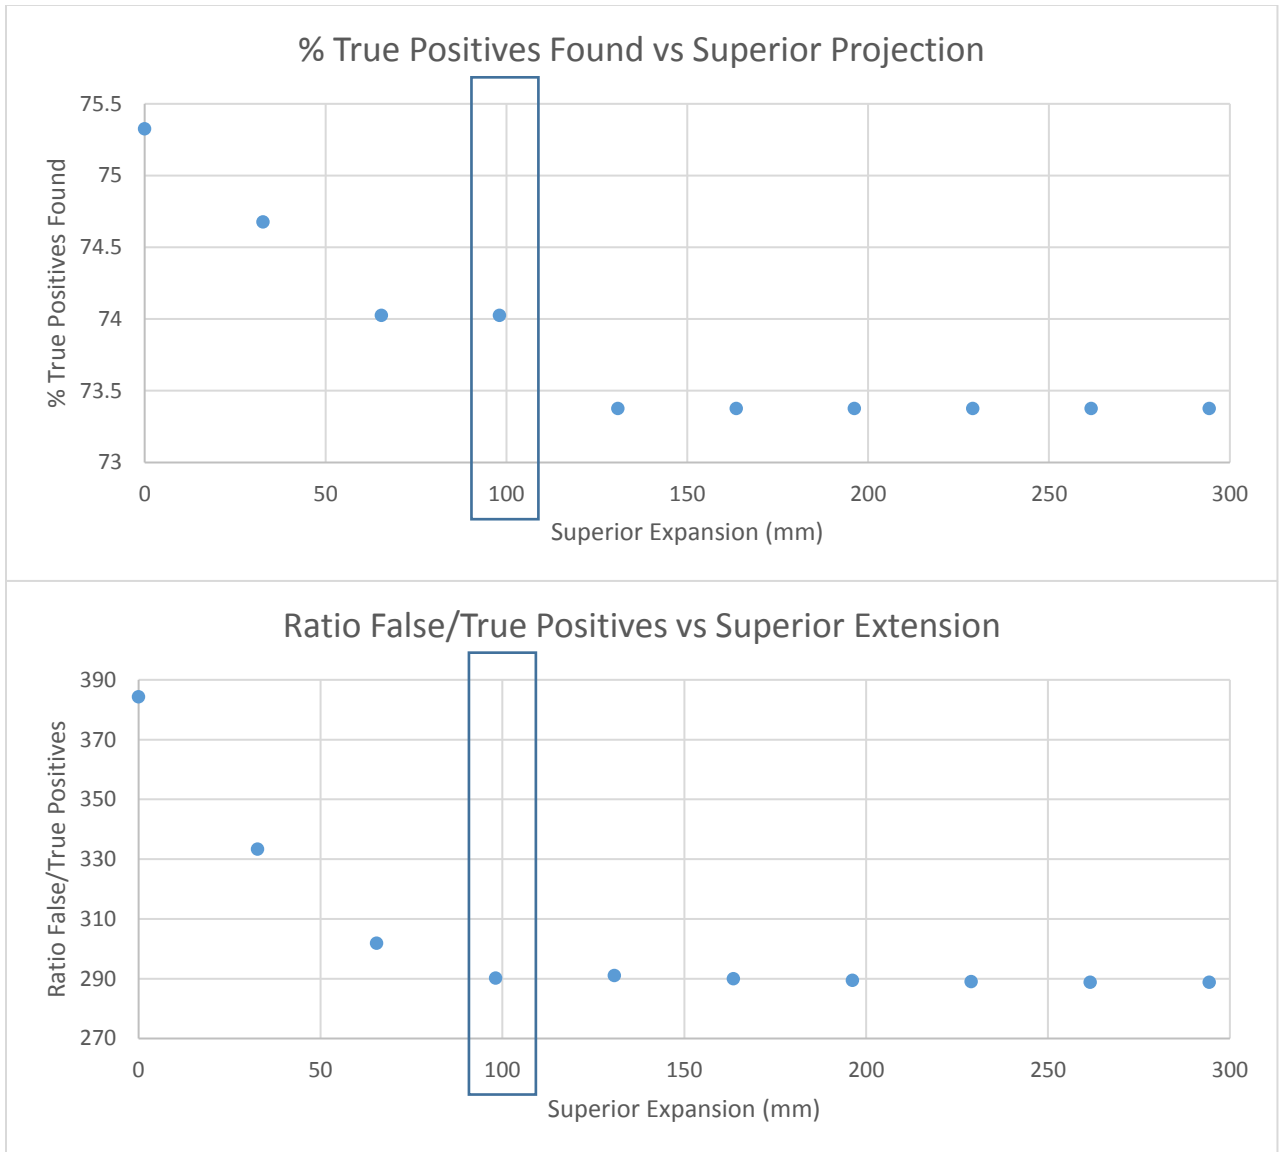 % True Positives Found vs Superior Projection
75.5
75
74.5
74
73.5
73
% True Positives Found
0 50 100 150 200 250 300
Superior Expansion (mm)
Ratio False/True Positives vs Superior Extension
390
370
350
330
310
290
270
Ratio False/True Positives
0 50 100 150 200 250 300
Superior Expansion (mm)